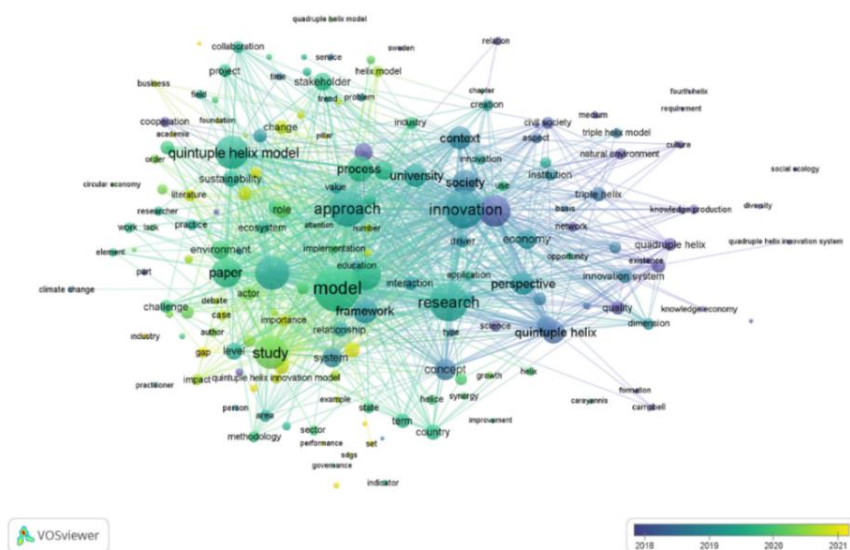 quadruple helix model
collaboration
sweden
relation
service
project
time
stakeholder
helix model
business
field
trend
problem
chapter
fourth helix
creation
cooperation
foundation
change
industry
civil society
medium
requirement
academia
pillar
context
aspect
triple helix model
order
quintuple helix model
process
innovation
natural environment
culture
circular economy
sustainability
value
university
society
use
institution
social ecology
literature
triple helix
researcher
role
approach
innovation
basis
knowledge production
diversity
work
lack
practice
ecosystem
attention
number
network
element
environment
implementation
driver
economy
opportunity
quadruple helix
quadruple helix innovation system
existence
part
paper
education
application
innovation system
climate change
actor
model
interaction
perspective
challenge
debate
research
case
importance
framework
quality
knowledge economy
industry
author
relationship
type
science
quintuple helix
dimension
gap
level
study
system
practitioner
impact
quintuple helix innovation model
concept
growth
helix
formation
person
area
example
state
helice
synergy
carayannis
campbell
methodology
sector
term
country
improvement
performance
set
sdgs
governance
indicator
VOSviewer
2018 2019 2020 2021